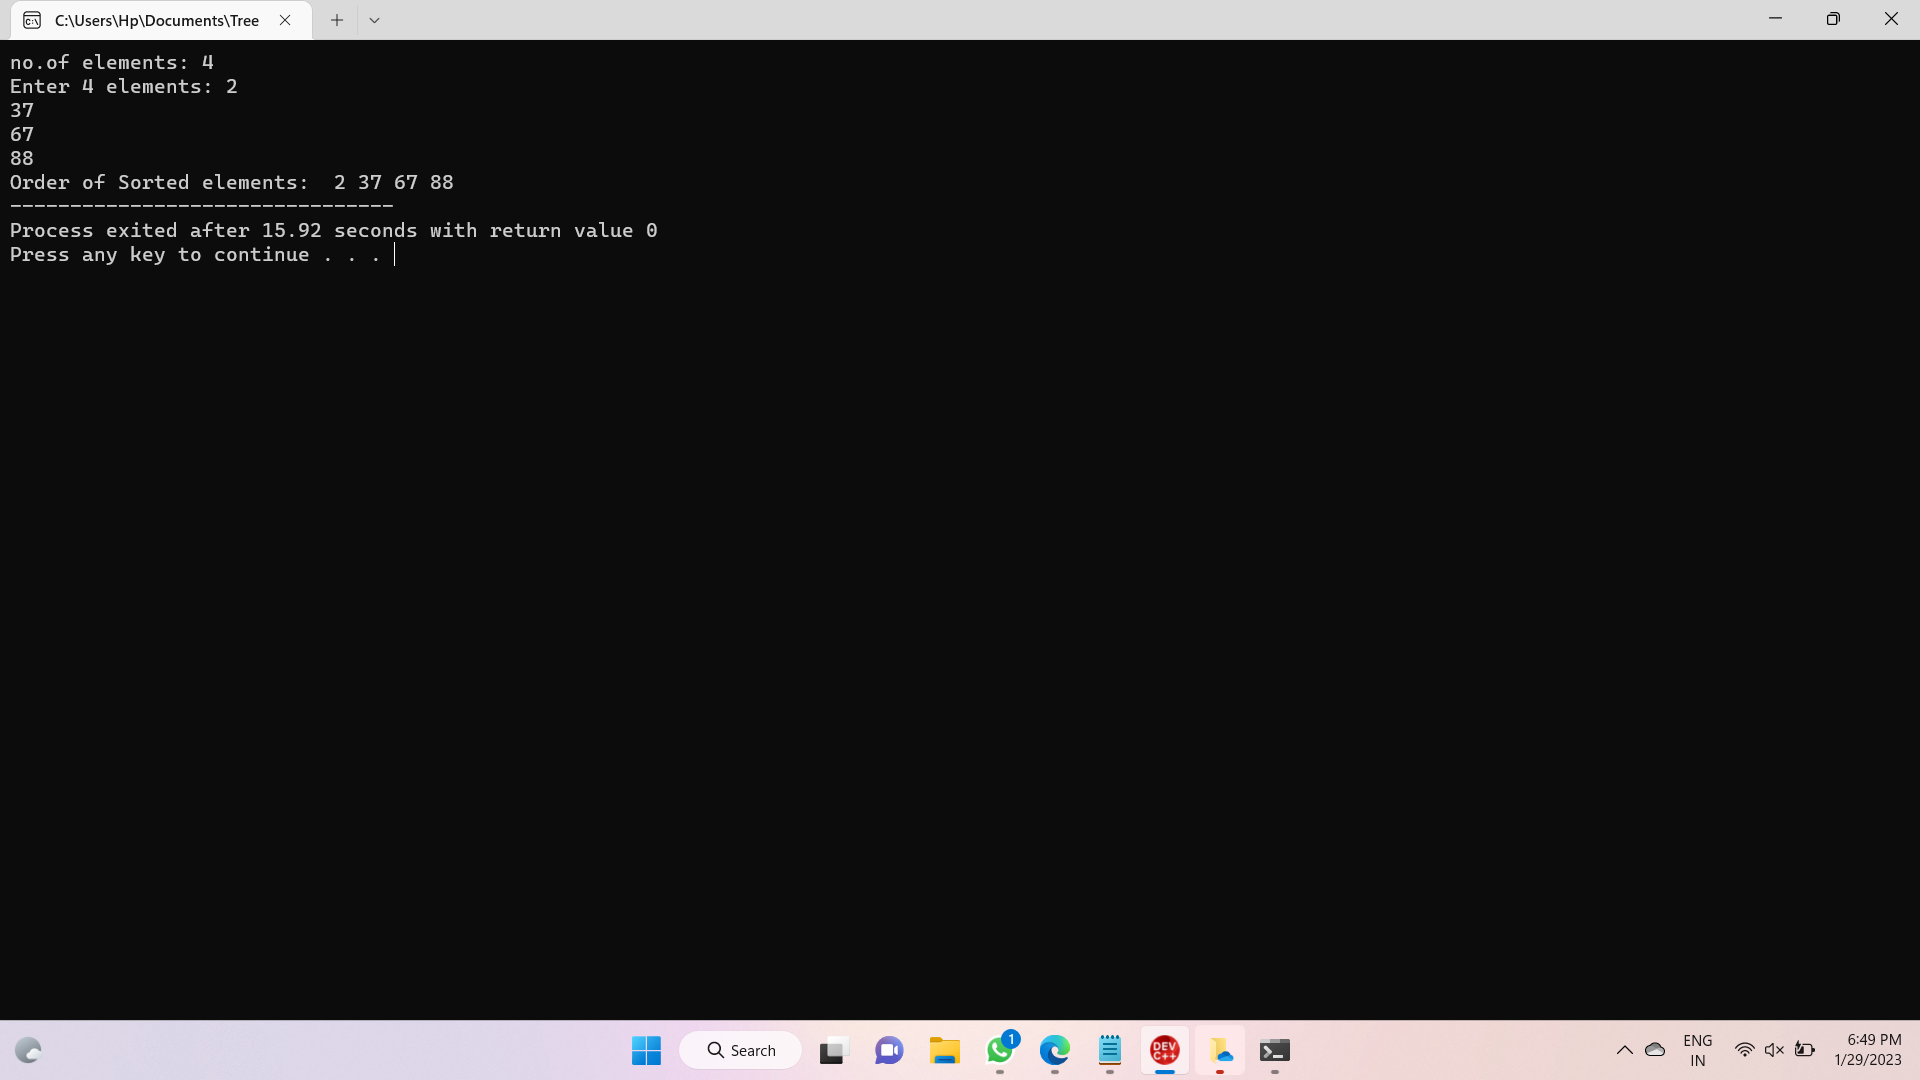 C:\Users\Hp\Documents\Tree
no.of elements: 4
Enter 4 elements: 2
37
67
88
Order of Sorted elements:  2 37 67 88
--------------------------------
Process exited after 15.92 seconds with return value 0
Press any key to continue . . .
Search
1
DEV
C++
ENG
IN
6:49 PM
1/29/2023